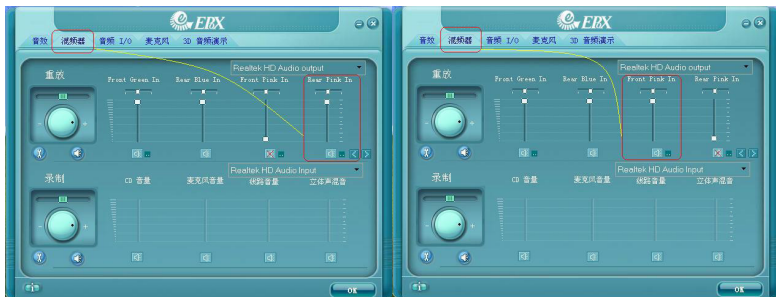 EBX
音效 混频器 音频 I/O 麦克风 3D 音频演示
重放
Realtek HD Audio output
Front Green In Rear Blue In Front Pink In Rear Pink In
录制
Realtek HD Audio Input
CD 音量 麦克风音量 线路音量 立体声混音
OK
EBX
音效 混频器 音频 I/O 麦克风 3D 音频演示
重放
Realtek HD Audio output
Front Green In Rear Blue In Front Pink In Rear Pink In
录制
Realtek HD Audio Input
CD 音量 麦克风音量 线路音量 立体声混音
OK